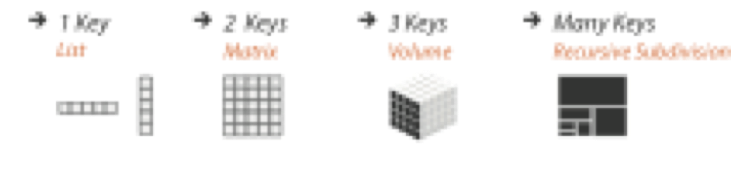 → 1 Key
List
→ 2 Keys
Matrix
→ 3 Keys
Volume
→ Many Keys
Recursive Subdivision